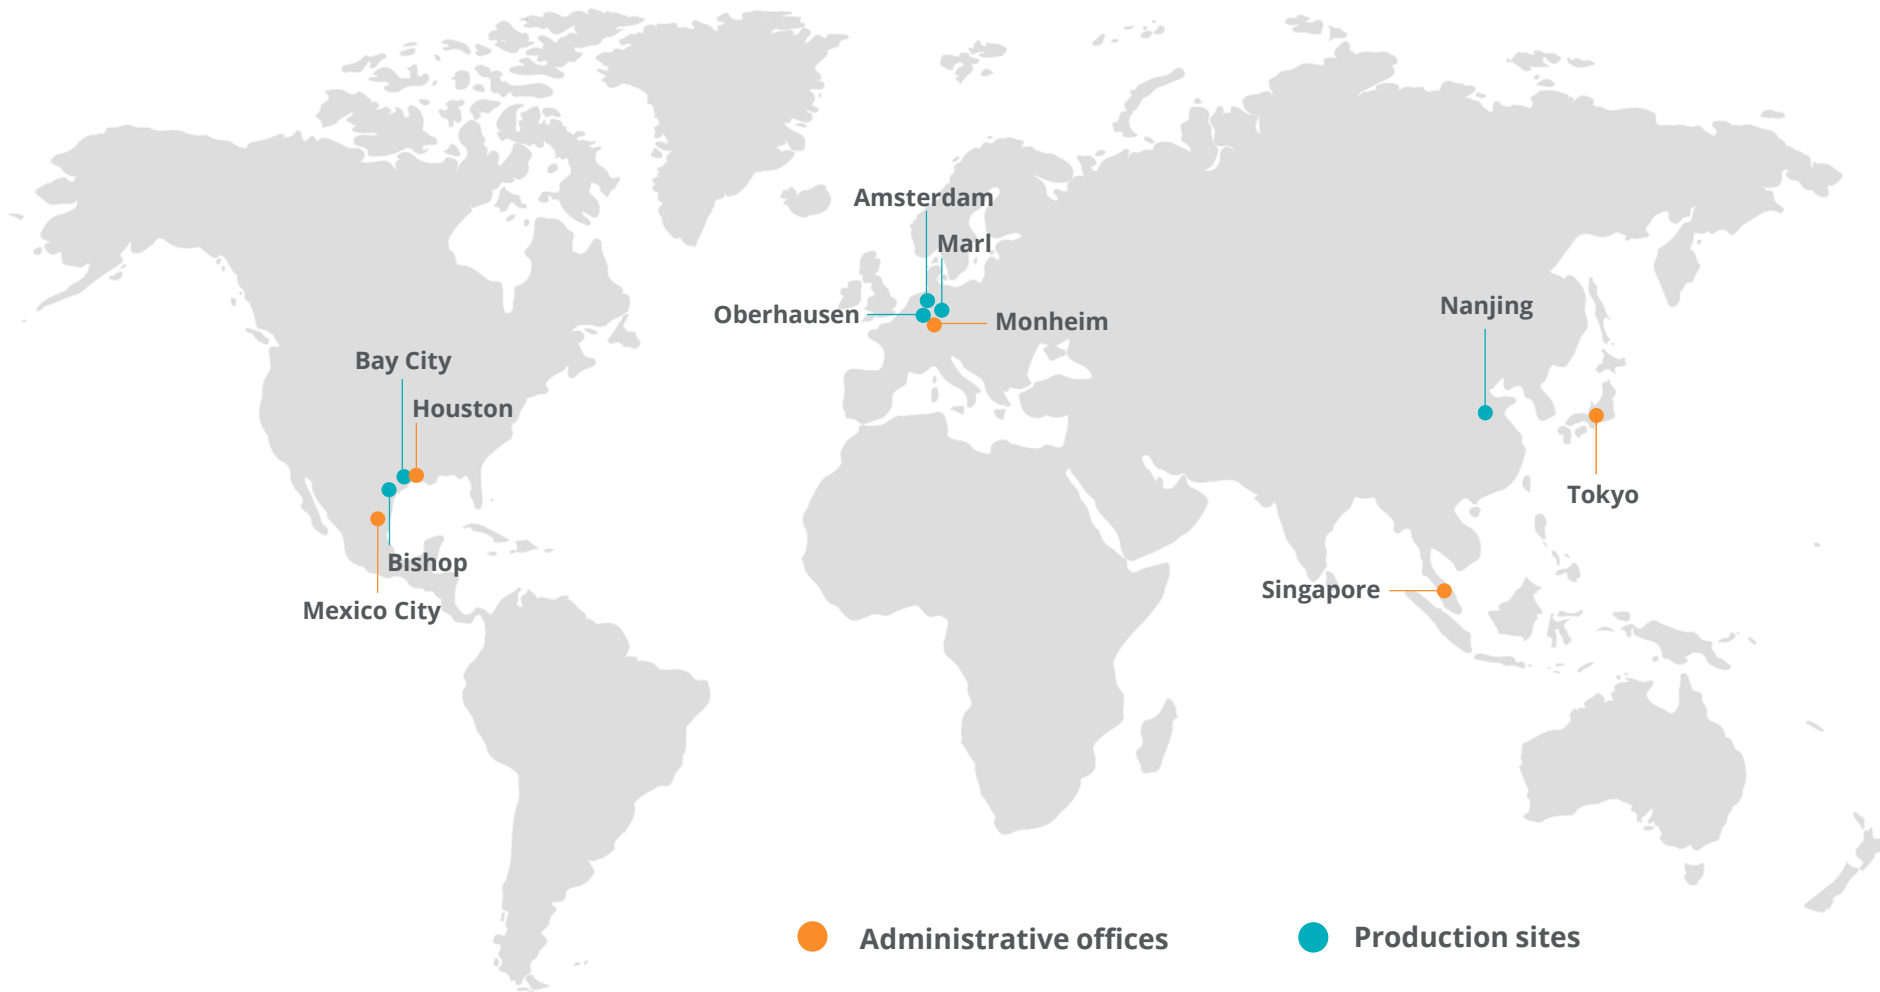 Amsterdam
Marl
Oberhausen
Monheim
Nanjing
Bay City
Houston
Tokyo
Bishop
Singapore
Mexico City
Administrative offices
Production sites